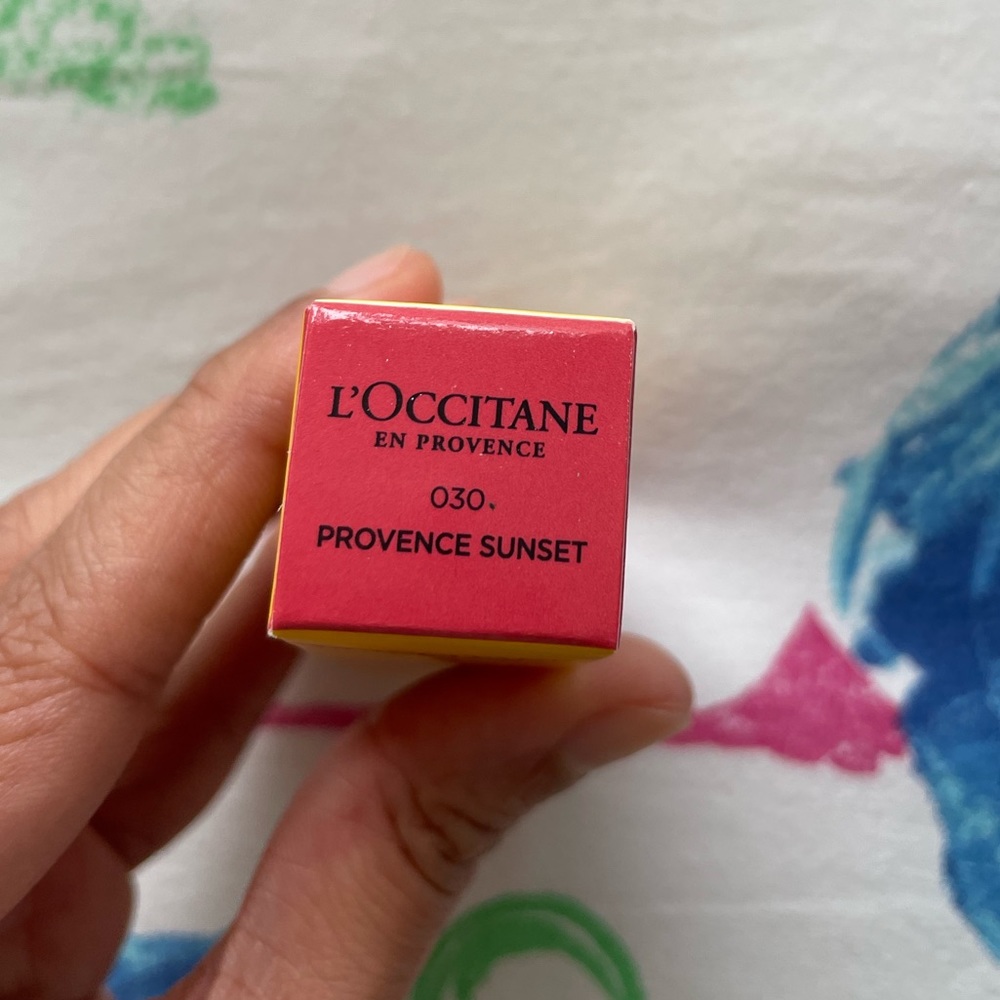 L'OCCITANE
EN PROVENCE
030.
PROVENCE SUNSET